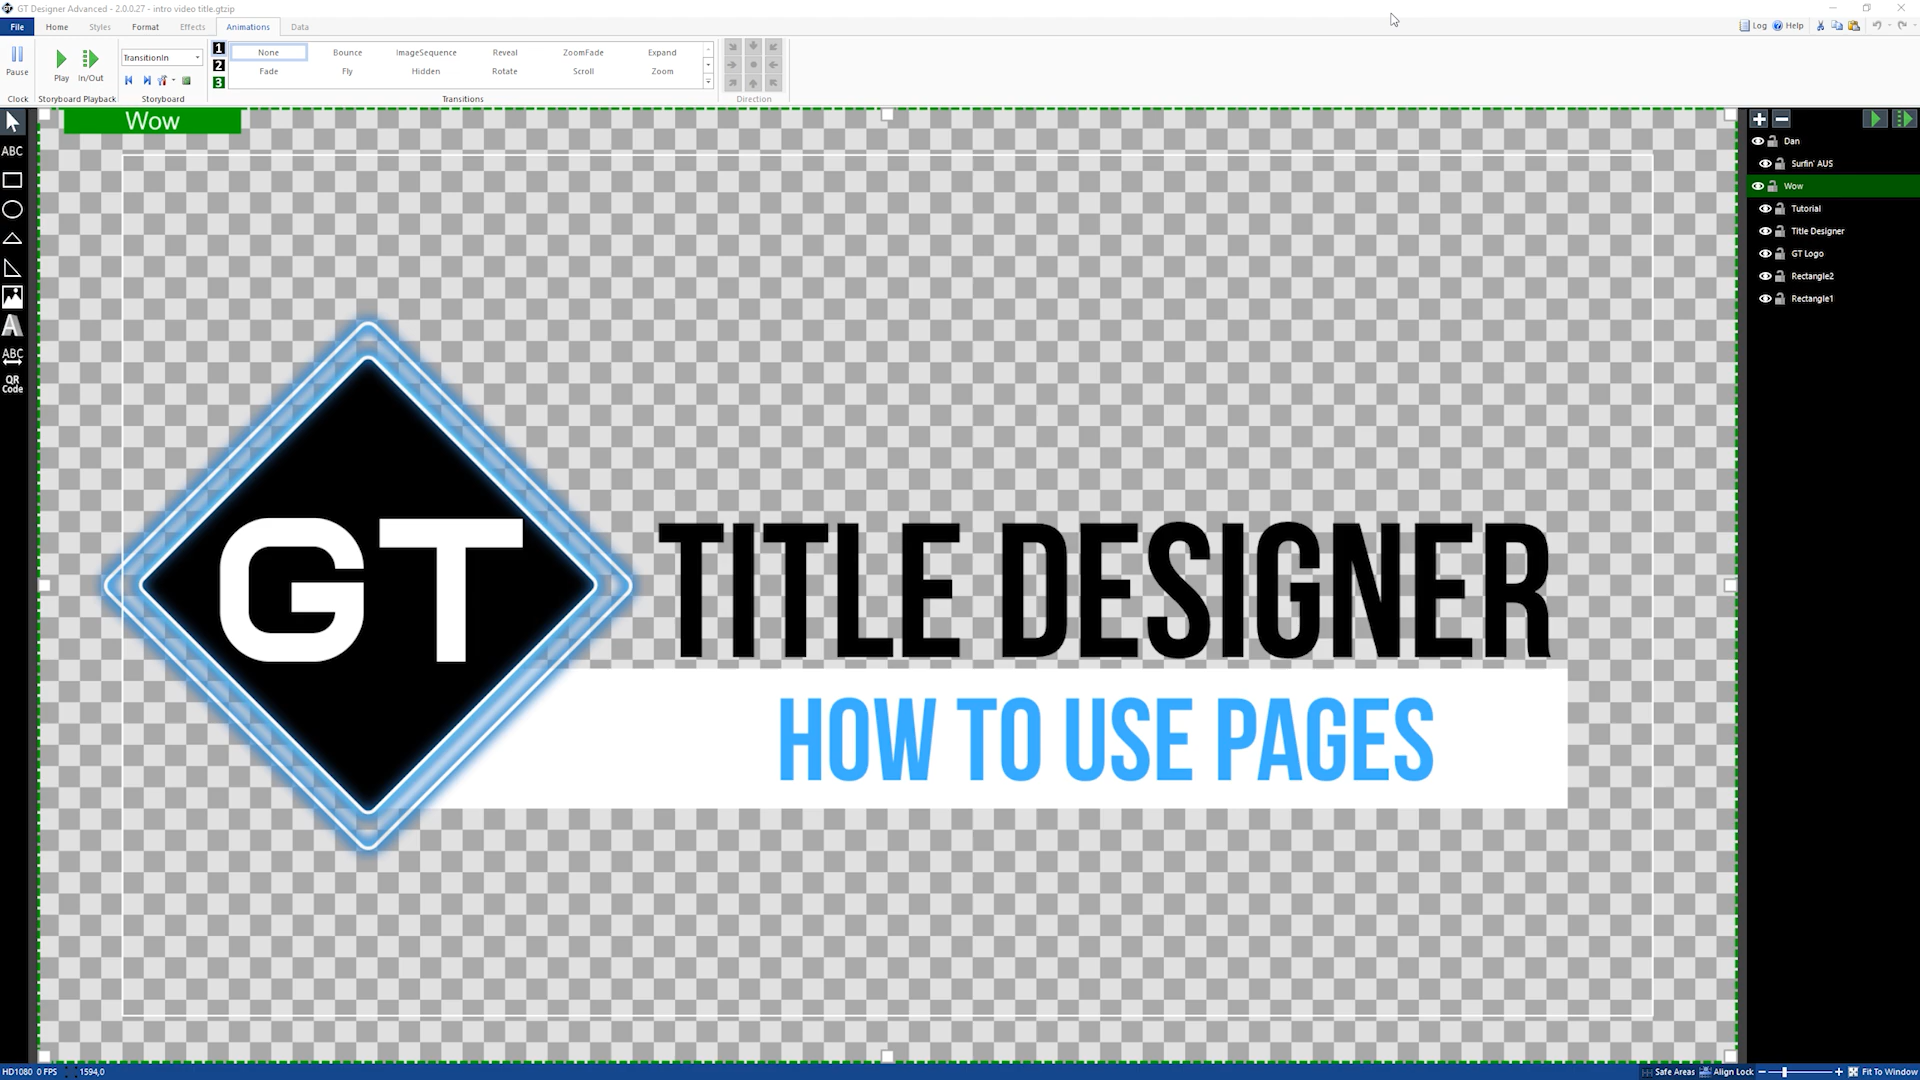 GT Designer Advanced - 2.0.0.27 - intro video title.gtzip
File Home Styles Format Effects Animations Data
Log Help
Pause
Play In/Out
TransitionIn
1
2
3
None Bounce ImageSequence Reveal ZoomFade Expand
Fade Fly Hidden Rotate Scroll Zoom
Clock Storyboard Playback Storyboard Transitions Direction
Wow
ABC
A
ABC
QR
Code
GT
TITLE DESIGNER
HOW TO USE PAGES
Dan
Surfin' AUS
Wow
Tutorial
Title Designer
GT Logo
Rectangle2
Rectangle1
HD1080 0 FPS 1594,0
Safe Areas Align Lock Fit To Window